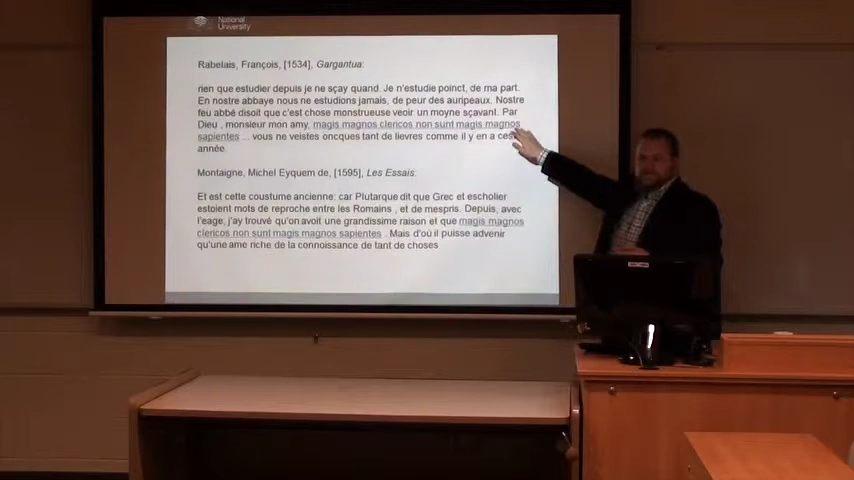 National
University
Rabelais, François, [1534], Gargantua:
rien que estudier depuis je ne sçay quand. Je n'estudie poinct, de ma part.
En nostre abbaye nous ne estudions jamais, de peur des auripeaux. Nostre
feu abbé disoit que c'est chose monstrueuse veoir un moyne sçavant. Par
Dieu , monsieur mon amy, magis magnos clericos non sunt magis magnos
sapientes ... vous ne veistes oncques tant de lievres comme il y en a ceste
année.
Montaigne, Michel Eyquem de, [1595], Les Essais:
Et est cette coustume ancienne: car Plutarque dit que Grec et escholier
estoient mots de reproche entre les Romains , et de mespris. Depuis, avec
l'eage, j'ay trouvé qu'on avoit une grandissime raison et que magis magnos
clericos non sunt magis magnos sapientes . Mais d'où il puisse advenir
qu'une ame riche de la connoissance de tant de choses